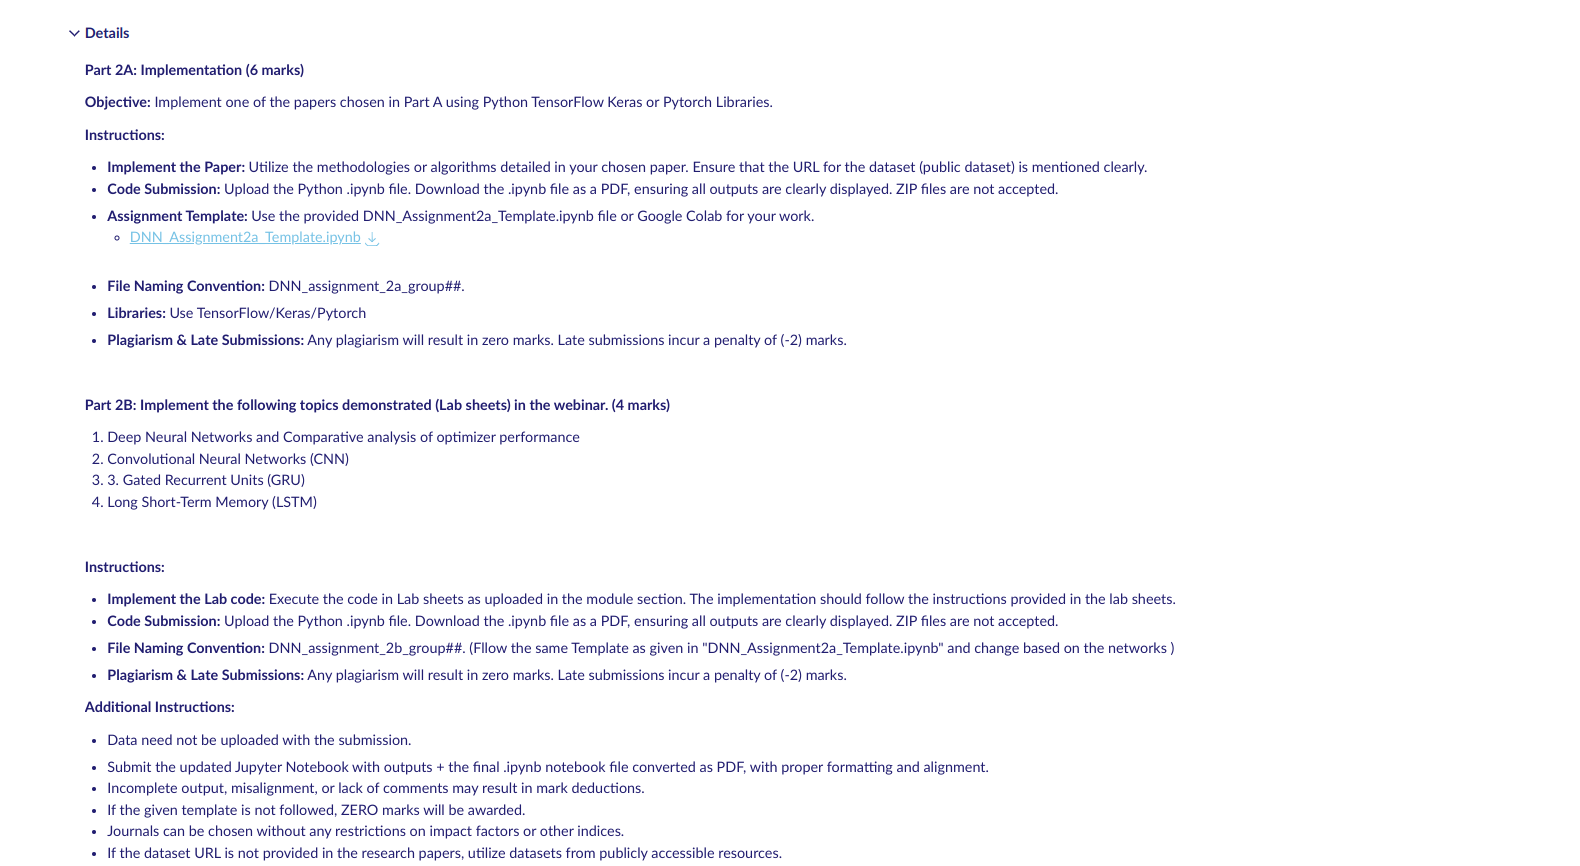 Details
Part 2A: Implementation (6 marks)
Objective: Implement one of the papers chosen in Part A using Python TensorFlow Keras or Pytorch Libraries.
Instructions:
• Implement the Paper: Utilize the methodologies or algorithms detailed in your chosen paper. Ensure that the URL for the dataset (public dataset) is mentioned clearly.
• Code Submission: Upload the Python .ipynb file. Download the .ipynb file as a PDF, ensuring all outputs are clearly displayed. ZIP files are not accepted.
• Assignment Template: Use the provided DNN_Assignment2a_Template.ipynb file or Google Colab for your work.
◦ DNN_Assignment2a_Template.ipynb
• File Naming Convention: DNN_assignment_2a_group##.
• Libraries: Use TensorFlow/Keras/Pytorch
• Plagiarism & Late Submissions: Any plagiarism will result in zero marks. Late submissions incur a penalty of (-2) marks.
Part 2B: Implement the following topics demonstrated (Lab sheets) in the webinar. (4 marks)
1. Deep Neural Networks and Comparative analysis of optimizer performance
2. Convolutional Neural Networks (CNN)
3. 3. Gated Recurrent Units (GRU)
4. Long Short-Term Memory (LSTM)
Instructions:
• Implement the Lab code: Execute the code in Lab sheets as uploaded in the module section. The implementation should follow the instructions provided in the lab sheets.
• Code Submission: Upload the Python .ipynb file. Download the .ipynb file as a PDF, ensuring all outputs are clearly displayed. ZIP files are not accepted.
• File Naming Convention: DNN_assignment_2b_group##. (Fllow the same Template as given in "DNN_Assignment2a_Template.ipynb" and change based on the networks )
• Plagiarism & Late Submissions: Any plagiarism will result in zero marks. Late submissions incur a penalty of (-2) marks.
Additional Instructions:
• Data need not be uploaded with the submission.
• Submit the updated Jupyter Notebook with outputs + the final .ipynb notebook file converted as PDF, with proper formatting and alignment.
• Incomplete output, misalignment, or lack of comments may result in mark deductions.
• If the given template is not followed, ZERO marks will be awarded.
• Journals can be chosen without any restrictions on impact factors or other indices.
• If the dataset URL is not provided in the research papers, utilize datasets from publicly accessible resources.